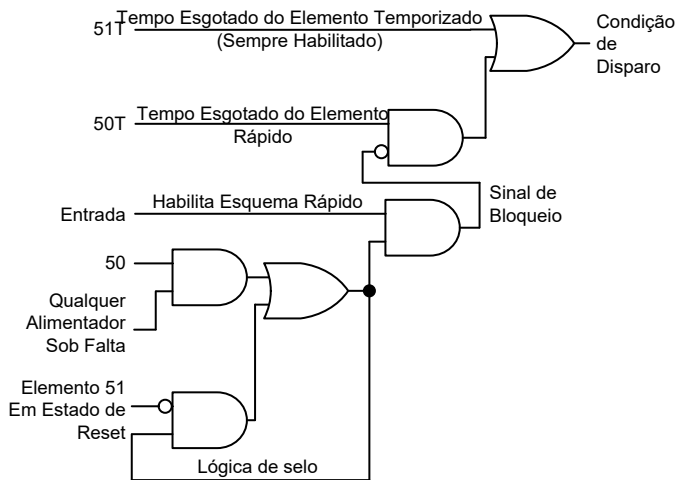 51T
Tempo Esgotado do Elemento Temporizado
(Sempre Habilitado)
Condição
de
Disparo
50T
Tempo Esgotado do Elemento
Rápido
Sinal de
Bloqueio
Entrada
Habilita Esquema Rápido
50
Qualquer
Alimentador
Sob Falta
Elemento 51
Em Estado de
Reset
Lógica de selo